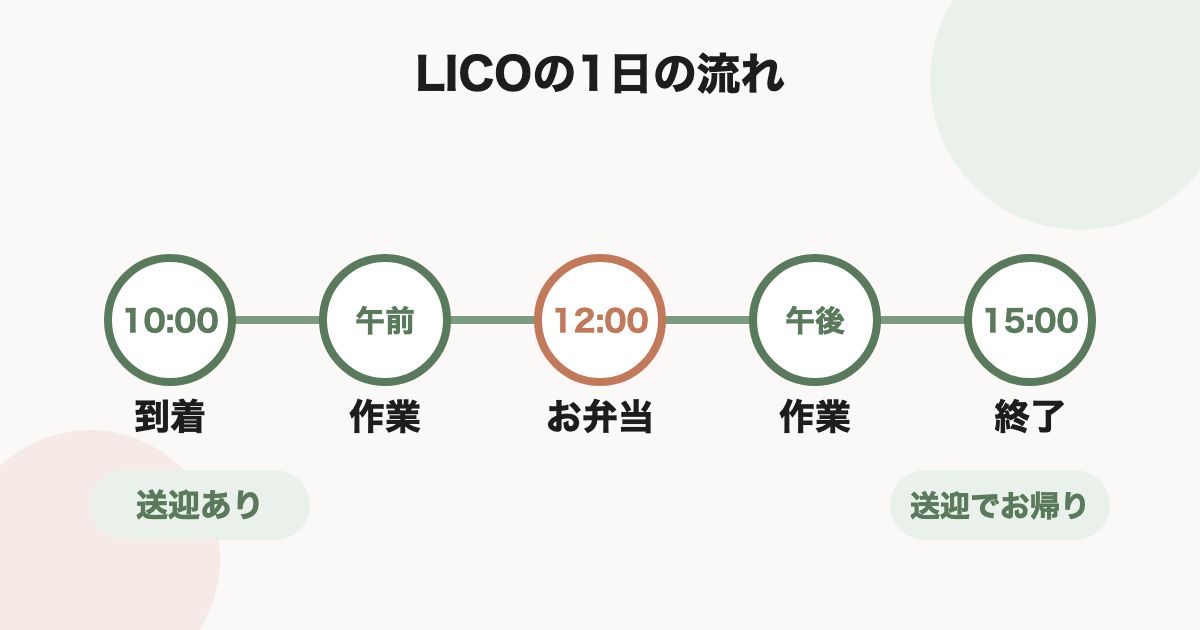 LICOの1日の流れ
10:00
午前
12:00
午後
15:00
到着
作業
お弁当
作業
終了
送迎あり
送迎でお帰り